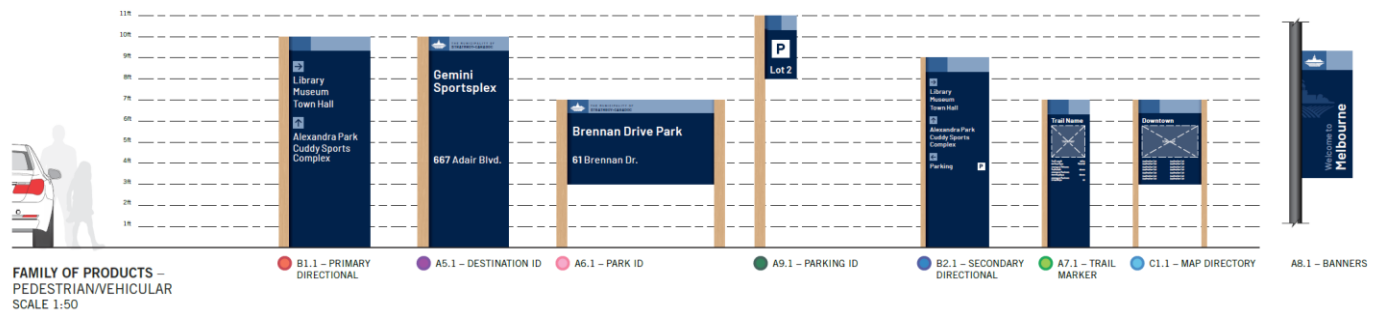 11ft
10ft
9ft
8ft
7ft
6ft
5ft
4ft
3ft
2ft
1ft
Library
Museum
Town Hall
Alexandra Park
Cuddy Sports
Complex
Gemini
Sportsplex
667 Adair Blvd.
Brennan Drive Park
61 Brennan Dr.
P
Lot 2
Library
Museum
Town Hall
Alexandra Park
Cuddy Sports
Complex
Parking P
Trail Name
Downtown
Welcome to
Melbourne
B1.1 – PRIMARY
DIRECTIONAL
A5.1 – DESTINATION ID
A6.1 – PARK ID
A9.1 – PARKING ID
B2.1 – SECONDARY
DIRECTIONAL
A7.1 – TRAIL
MARKER
C1.1 – MAP DIRECTORY
A8.1 – BANNERS
FAMILY OF PRODUCTS –
PEDESTRIAN/VEHICULAR
SCALE 1:50